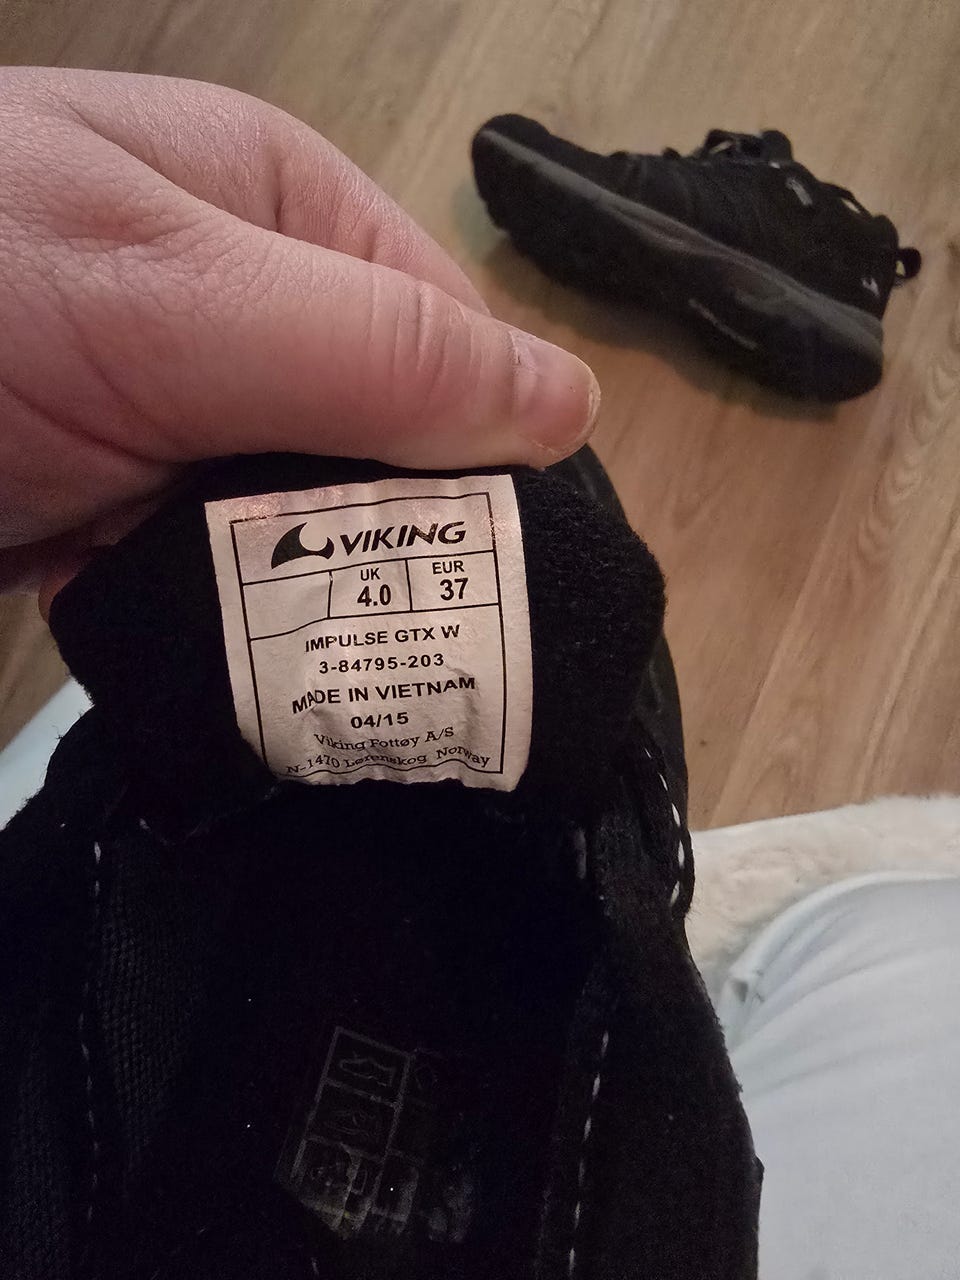 VIKING
UK EUR
4.0 37
IMPULSE GTX W
3-84795-203
MADE IN VIETNAM
04/15
Viking Fottøy A/S
N-1470 Lørenskog Norway